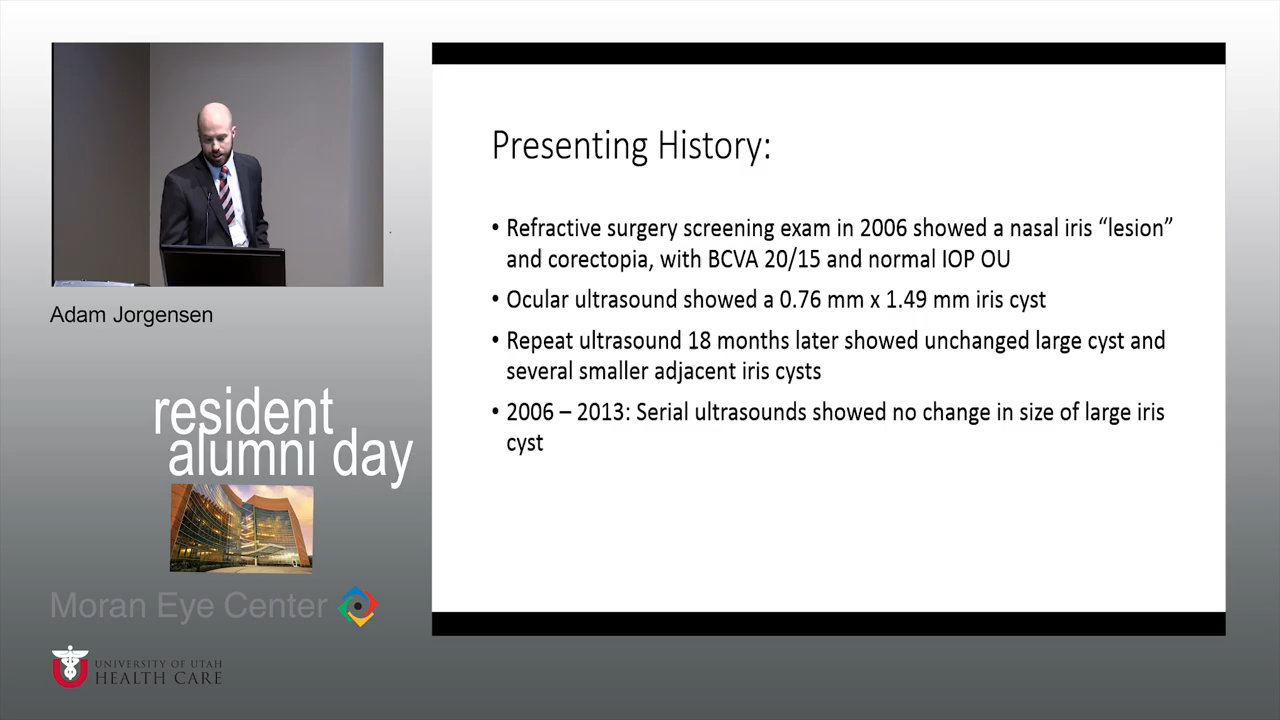 Presenting History:
• Refractive surgery screening exam in 2006 showed a nasal iris “lesion”
and corectopia, with BCVA 20/15 and normal IOP OU
• Ocular ultrasound showed a 0.76 mm x 1.49 mm iris cyst
• Repeat ultrasound 18 months later showed unchanged large cyst and
several smaller adjacent iris cysts
• 2006 – 2013: Serial ultrasounds showed no change in size of large iris
cyst
Adam Jorgensen
resident
alumni day
Moran Eye Center
UNIVERSITY OF UTAH
HEALTH CARE